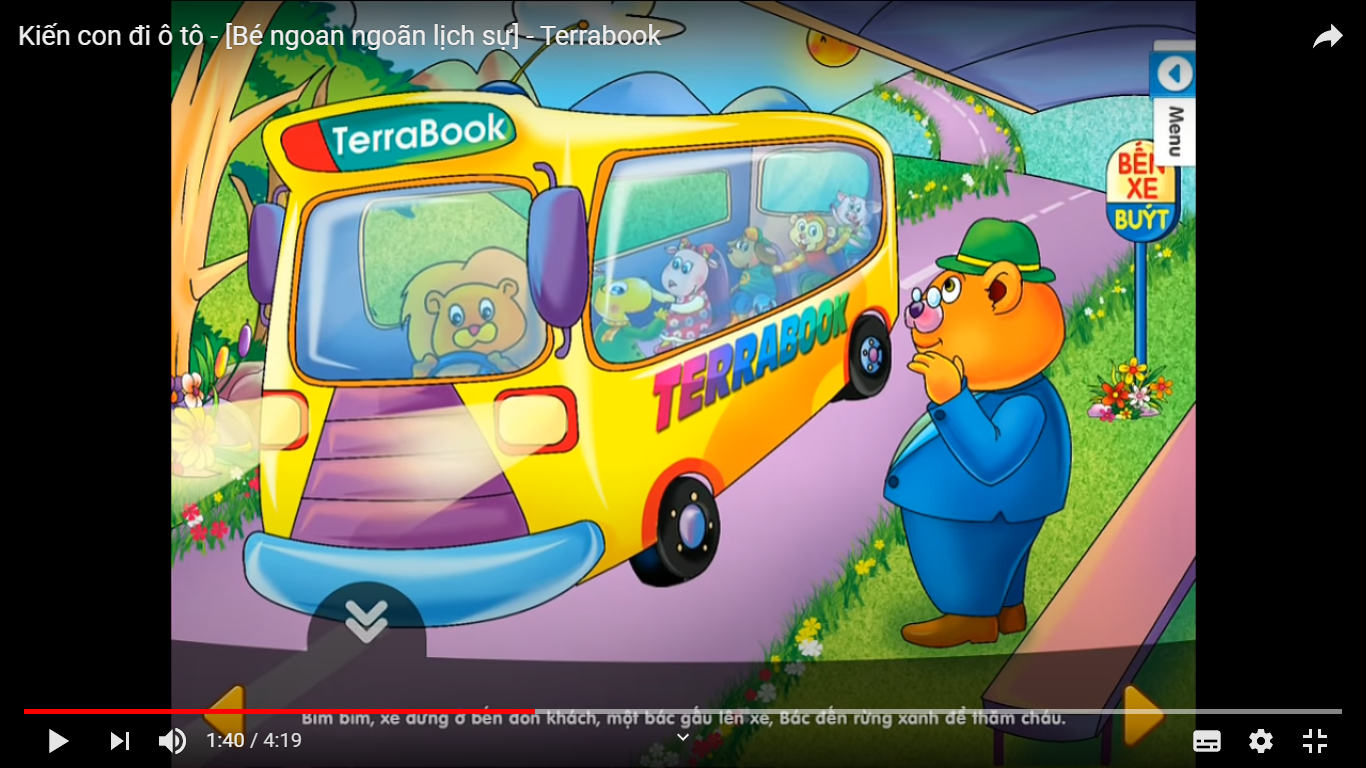 Kiến con đi ô tô - [Bé ngoan ngoãn lịch sự] - Terrabook
TerraBook
Menu
BẾN
XE
BUÝT
TERRABOOK
Bim bim, xe dừng ở bến đón khách, một bác gấu lên xe, Bác đến rừng xanh để thăm cháu.
1:40 / 4:19